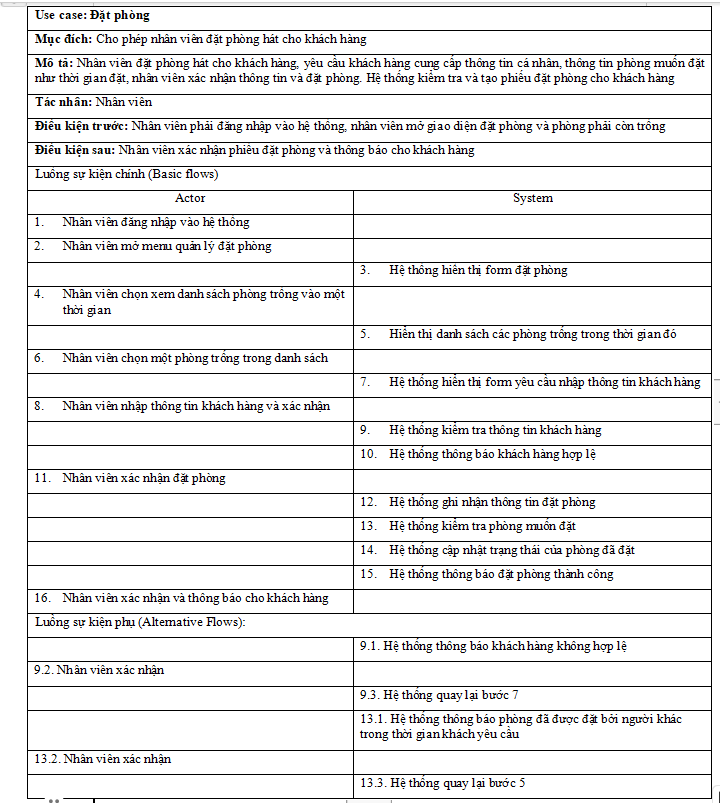 Use case: Đặt phòng
Mục đích: Cho phép nhân viên đặt phòng hát cho khách hàng
Mô tả: Nhân viên đặt phòng hát cho khách hàng, yêu cầu khách hàng cung cấp thông tin cá nhân, thông tin phòng muốn đặt
như thời gian đặt, nhân viên xác nhận thông tin và đặt phòng. Hệ thống kiểm tra và tạo phiếu đặt phòng cho khách hàng
Tác nhân: Nhân viên
Điều kiện trước: Nhân viên phải đăng nhập vào hệ thống, nhân viên mở giao diện đặt phòng và phòng phải còn trống
Điều kiện sau: Nhân viên xác nhận phiếu đặt phòng và thông báo cho khách hàng
Luồng sự kiện chính (Basic flows)
Actor System
1. Nhân viên đăng nhập vào hệ thống
2. Nhân viên mở menu quản lý đặt phòng
3. Hệ thống hiển thị form đặt phòng
4. Nhân viên chọn xem danh sách phòng trống vào một
thời gian
5. Hiển thị danh sách các phòng trống trong thời gian đó
6. Nhân viên chọn một phòng trống trong danh sách
7. Hệ thống hiển thị form yêu cầu nhập thông tin khách hàng
8. Nhân viên nhập thông tin khách hàng và xác nhận
9. Hệ thống kiểm tra thông tin khách hàng
10. Hệ thống thông báo khách hàng hợp lệ
11. Nhân viên xác nhận đặt phòng
12. Hệ thống ghi nhận thông tin đặt phòng
13. Hệ thống kiểm tra phòng muốn đặt
14. Hệ thống cập nhật trạng thái của phòng đã đặt
15. Hệ thống thông báo đặt phòng thành công
16. Nhân viên xác nhận và thông báo cho khách hàng
Luồng sự kiện phụ (Alternative Flows):
9.1. Hệ thống thông báo khách hàng không hợp lệ
9.2. Nhân viên xác nhận
9.3. Hệ thống quay lại bước 7
13.1. Hệ thống thông báo phòng đã được đặt bởi người khác
trong thời gian khách yêu cầu
13.2. Nhân viên xác nhận
13.3. Hệ thống quay lại bước 5